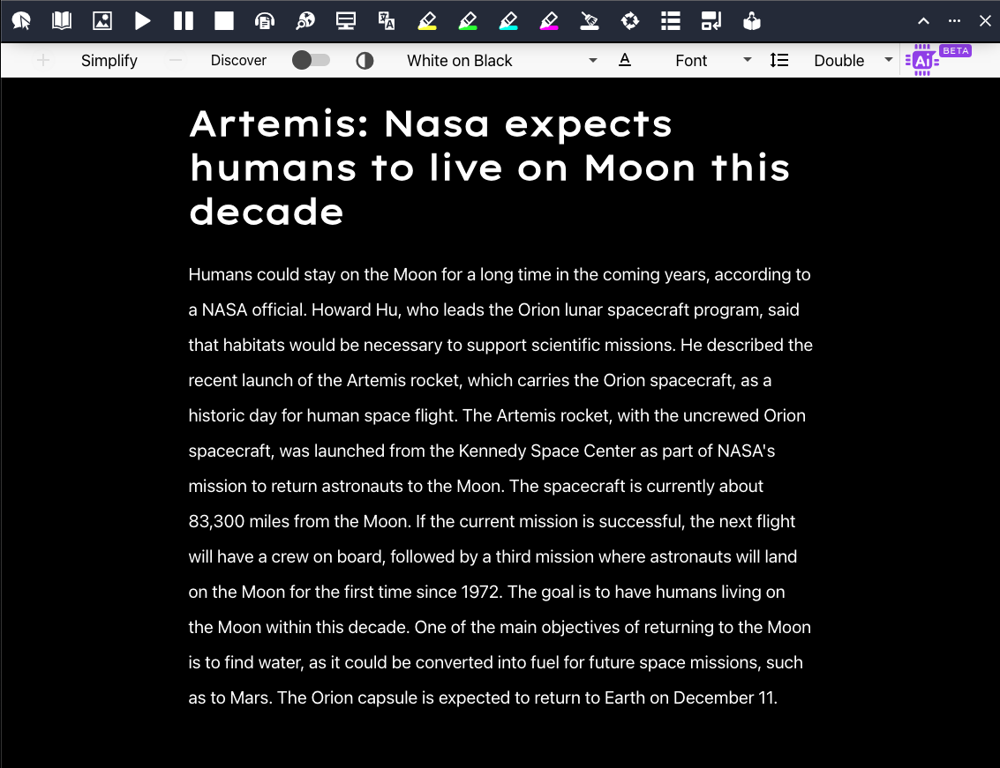 Simplify Discover White on Black Font Double Ai BETA
Artemis: Nasa expects
humans to live on Moon this
decade
Humans could stay on the Moon for a long time in the coming years, according to
a NASA official. Howard Hu, who leads the Orion lunar spacecraft program, said
that habitats would be necessary to support scientific missions. He described the
recent launch of the Artemis rocket, which carries the Orion spacecraft, as a
historic day for human space flight. The Artemis rocket, with the uncrewed Orion
spacecraft, was launched from the Kennedy Space Center as part of NASA's
mission to return astronauts to the Moon. The spacecraft is currently about
83,300 miles from the Moon. If the current mission is successful, the next flight
will have a crew on board, followed by a third mission where astronauts will land
on the Moon for the first time since 1972. The goal is to have humans living on
the Moon within this decade. One of the main objectives of returning to the Moon
is to find water, as it could be converted into fuel for future space missions, such
as to Mars. The Orion capsule is expected to return to Earth on December 11.